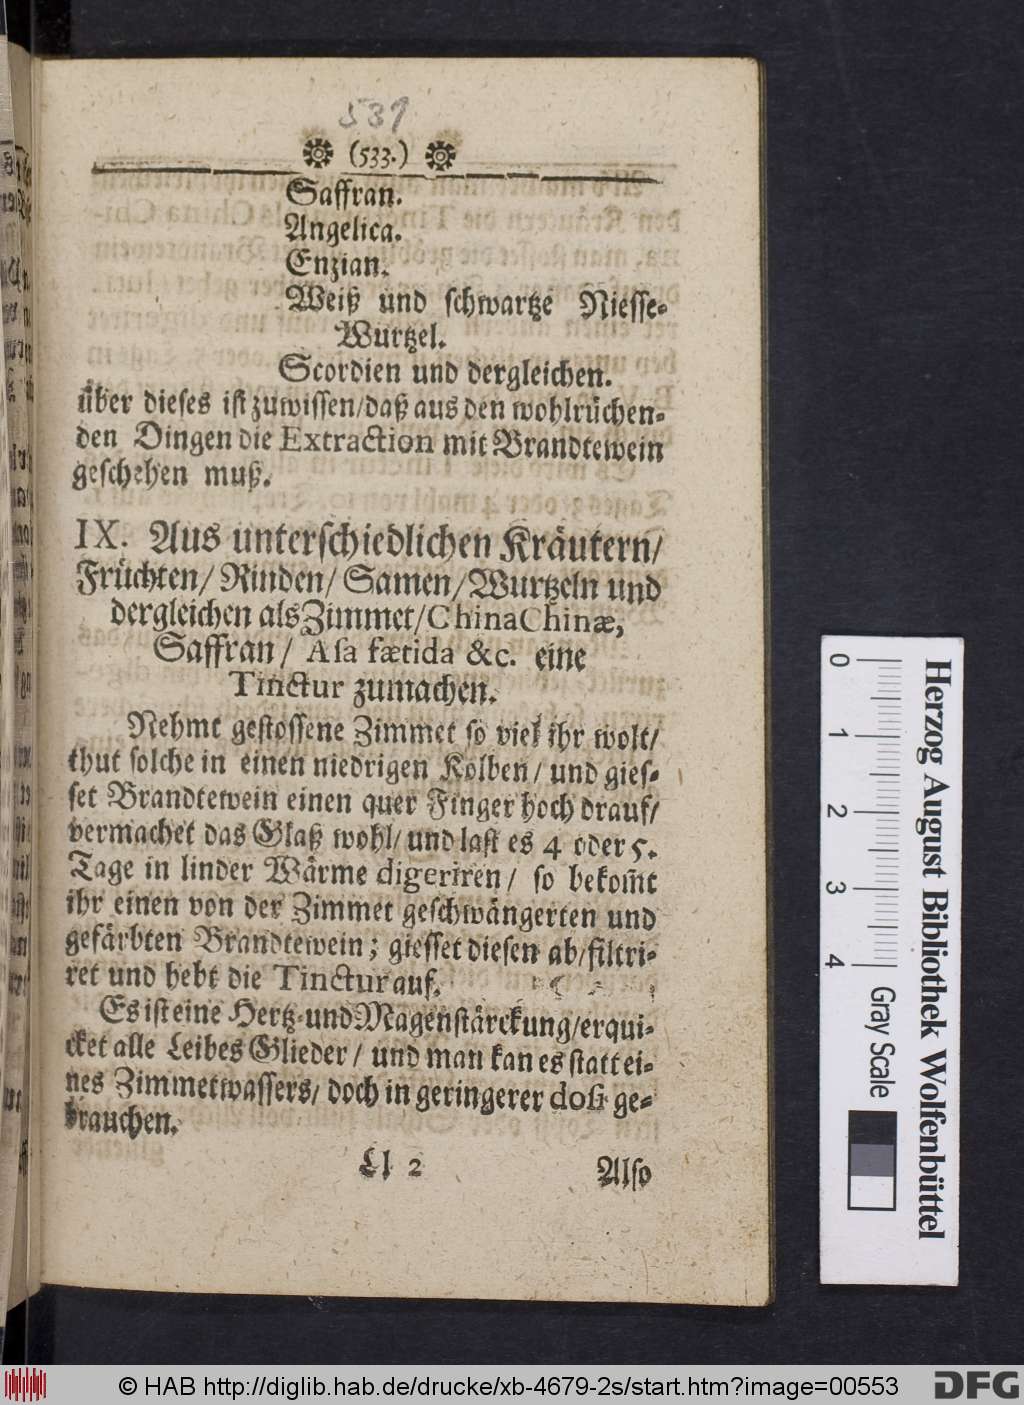 531
(533.)
Saffran.
Angelica.
Enzian.
Weiß und schwartze Niesse-
Wurtzel.
Scordien und dergleichen.
über dieses ist zuwissen/daß aus den wohlrüchen-
den Dingen die Extraction mit Brandtewein
geschehen muß.
IX. Aus unterschiedlichen Kräutern/
Früchten/ Rinden/ Samen/ Wurtzeln und
dergleichen als Zimmet/ China Chinæ,
Saffran/ Asa fætida &c. eine
Tinctur zumachen.
Nehmt gestossene Zimmet so viel ihr wolt/
thut solche in einen niedrigen Kolben/ und gies-
set Brandtewein einen quer Finger hoch drauf/
vermachet das Glaß wohl/ und last es 4 oder 5.
Tage in linder Wärme digeriren/ so bekom̃t
ihr einen von der Zimmet geschwängerten und
gefärbten Brandtewein; giesset diesen ab/filtri-
ret und hebt die Tinctur auf.
Es ist eine Hertz-und Magenstärckung/erqui-
cket alle Leibes Glieder/ und man kan es statt ei-
nes Zimmetwassers/ doch in geringerer dosi ge-
brauchen.
Ll 2 Also
0 1 2 3 4
Gray Scale
Herzog August Bibliothek Wolfenbüttel
© HAB http://diglib.hab.de/drucke/xb-4679-2s/start.htm?image=00553
DFG